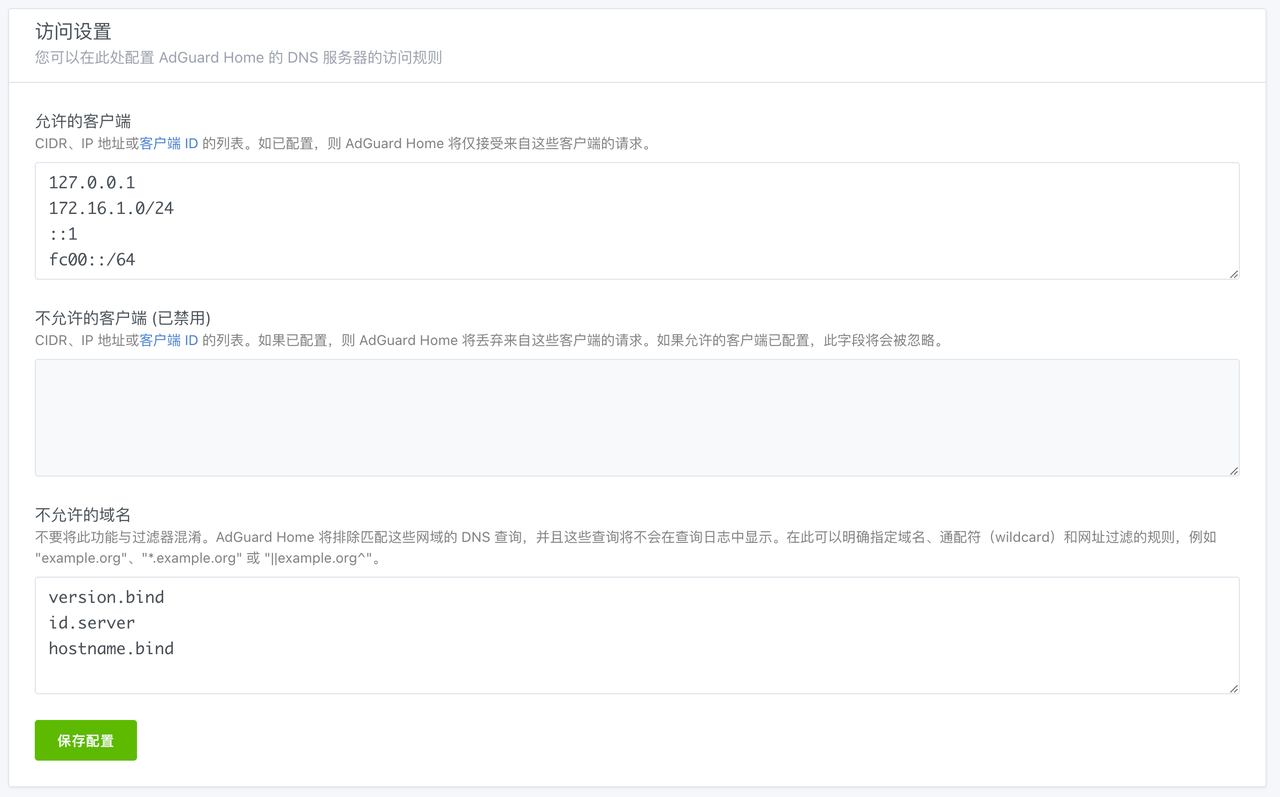 访问设置
您可以在此处配置 AdGuard Home 的 DNS 服务器的访问规则
允许的客户端
CIDR、IP 地址或客户端 ID 的列表。如已配置，则 AdGuard Home 将仅接受来自这些客户端的请求。
127.0.0.1
172.16.1.0/24
::1
fc00::/64
不允许的客户端 (已禁用)
CIDR、IP 地址或客户端 ID 的列表。如果已配置，则 AdGuard Home 将丢弃来自这些客户端的请求。如果允许的客户端已配置，此字段将会被忽略。
不允许的域名
不要将此功能与过滤器混淆。AdGuard Home 将排除匹配这些网域的 DNS 查询，并且这些查询将不会在查询日志中显示。在此可以明确指定域名、通配符（wildcard）和网址过滤的规则，例如
"example.org"、"*.example.org" 或 "||example.org^"。
version.bind
id.server
hostname.bind
保存配置